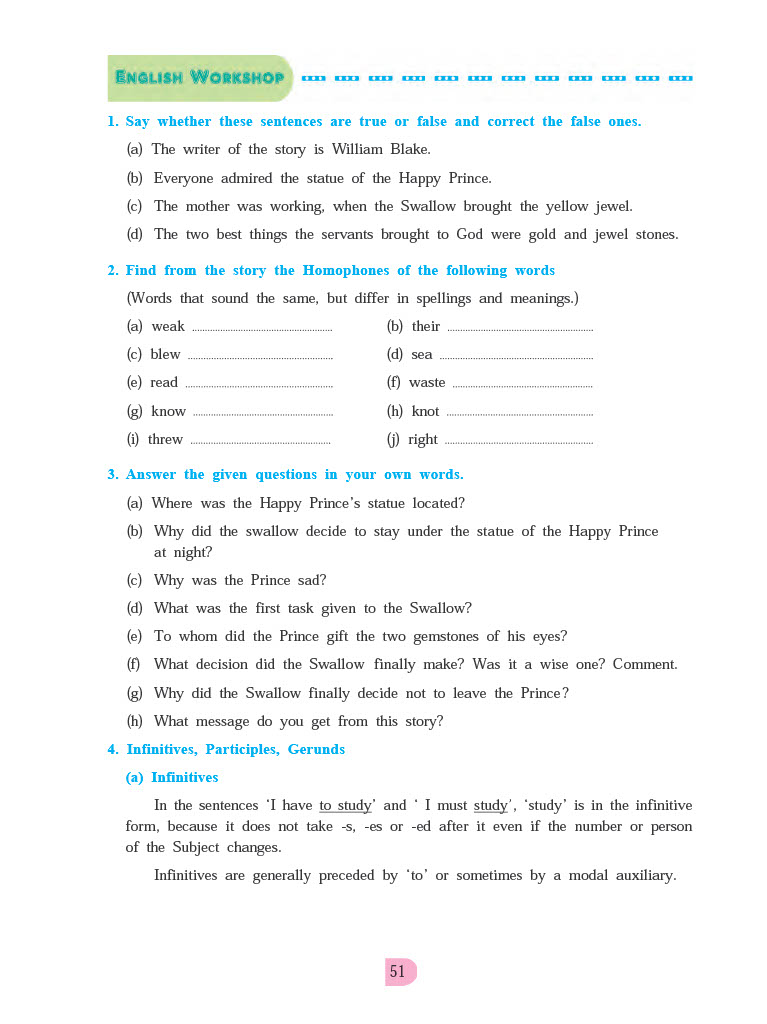 ENGLISH WORKSHOP
1. Say whether these sentences are true or false and correct the false ones.
(a) The writer of the story is William Blake.
(b) Everyone admired the statue of the Happy Prince.
(c) The mother was working, when the Swallow brought the yellow jewel.
(d) The two best things the servants brought to God were gold and jewel stones.
2. Find from the story the Homophones of the following words
(Words that sound the same, but differ in spellings and meanings.)
(a) weak ....................................................... (b) their .........................................................
(c) blew ......................................................... (d) sea ............................................................
(e) read .......................................................... (f) waste .......................................................
(g) know ....................................................... (h) knot .........................................................
(i) threw ....................................................... (j) right ..........................................................
3. Answer the given questions in your own words.
(a) Where was the Happy Prince's statue located?
(b) Why did the swallow decide to stay under the statue of the Happy Prince
at night?
(c) Why was the Prince sad?
(d) What was the first task given to the Swallow?
(e) To whom did the Prince gift the two gemstones of his eyes?
(f) What decision did the Swallow finally make? Was it a wise one? Comment.
(g) Why did the Swallow finally decide not to leave the Prince?
(h) What message do you get from this story?
4. Infinitives, Participles, Gerunds
(a) Infinitives
In the sentences 'I have to study' and ' I must study', 'study' is in the infinitive
form, because it does not take -s, -es or -ed after it even if the number or person
of the Subject changes.
Infinitives are generally preceded by 'to' or sometimes by a modal auxiliary.
51